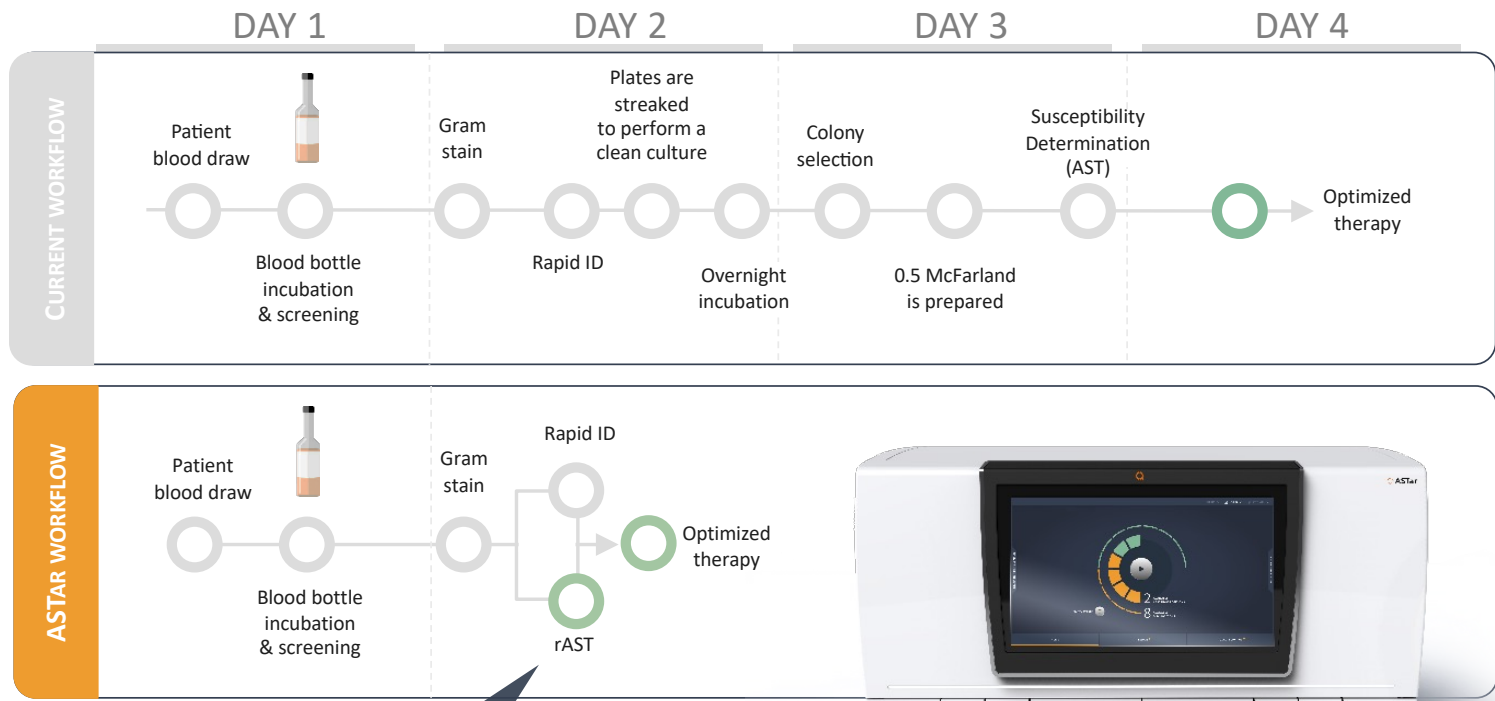 DAY 1
DAY 2
DAY 3
DAY 4
CURRENT WORKFLOW
Patient
blood draw
Blood bottle
incubation
& screening
Gram
stain
Rapid ID
Plates are
streaked
to perform a
clean culture
Overnight
incubation
Colony
selection
0.5 McFarland
is prepared
Susceptibility
Determination
(AST)
Optimized
therapy
ASTAR WORKFLOW
Patient
blood draw
Blood bottle
incubation
& screening
Gram
stain
Rapid ID
rAST
Optimized
therapy
ASTar
2
8